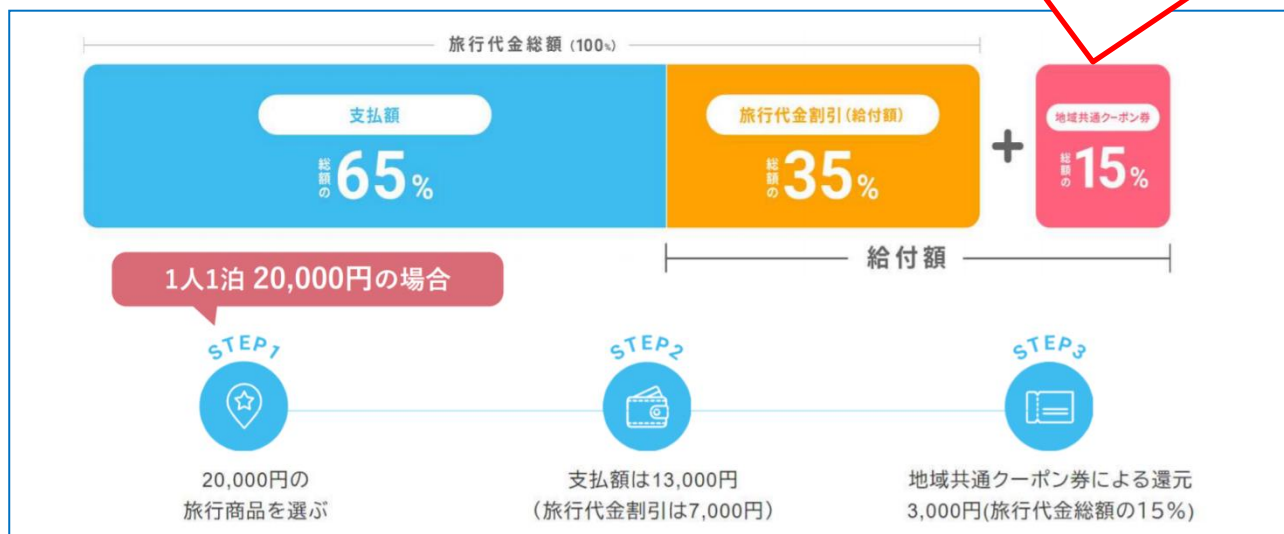 旅行代金総額 (100%)
支払額
総額の65%
旅行代金割引(給付額)
総額の35%
+
地域共通クーポン券
総額の15%
給付額
1人1泊 20,000円の場合
STEP1
20,000円の
旅行商品を選ぶ
STEP2
支払額は13,000円
(旅行代金割引は7,000円)
STEP3
地域共通クーポン券による還元
3,000円(旅行代金総額の15%)